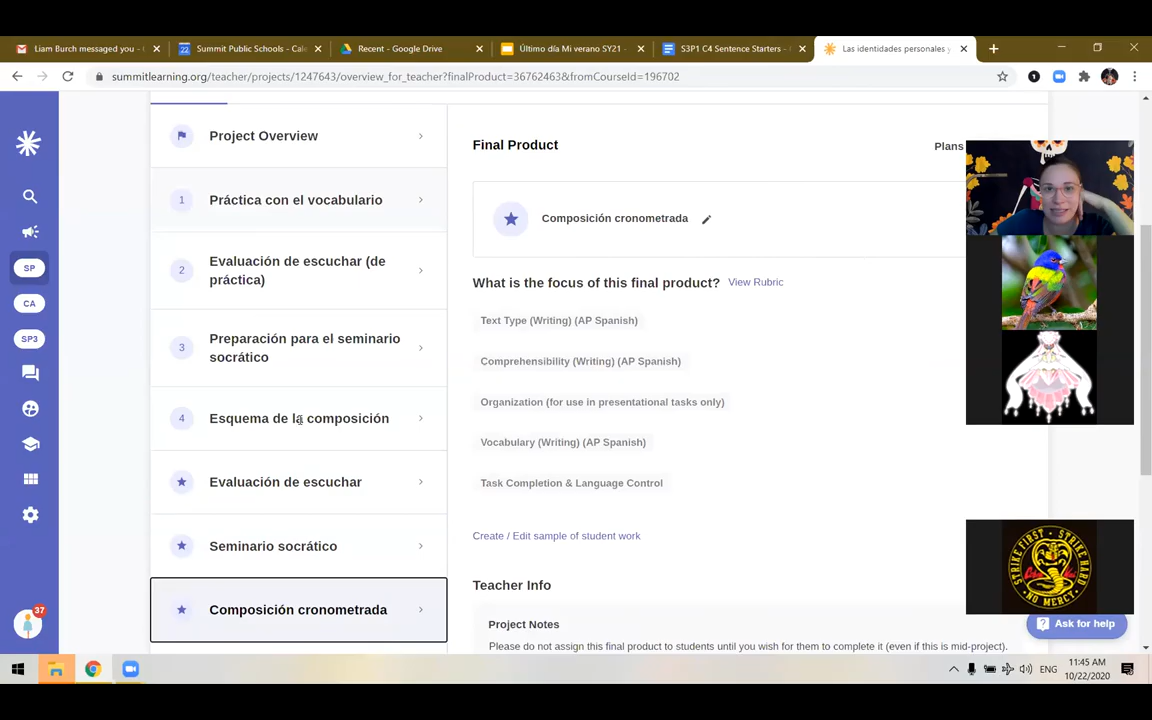 Liam Burch messaged you -
22
Summit Public Schools - Cale
Recent - Google Drive
Último día Mi verano SY21 -
S3P1 C4 Sentence Starters -
Las identidades personales y
summitlearning.org/teacher/projects/1247643/overview_for_teacher?finalProduct=36762463&fromCourseId=196702
1
SP
CA
SP3
37
Project Overview
1
Práctica con el vocabulario
2
Evaluación de escuchar (de
práctica)
3
Preparación para el seminario
socrático
4
Esquema de la composición
Evaluación de escuchar
Seminario socrático
Composición cronometrada
Final Product
Plans
Composición cronometrada
What is the focus of this final product?
View Rubric
Text Type (Writing) (AP Spanish)
Comprehensibility (Writing) (AP Spanish)
Organization (for use in presentational tasks only)
Vocabulary (Writing) (AP Spanish)
Task Completion & Language Control
Create / Edit sample of student work
Teacher Info
Project Notes
Please do not assign this final product to students until you wish for them to complete it (even if this is mid-project).
STRIKE FIRST · STRIKE HARD
NO MERCY
Ask for help
ENG
11:45 AM
10/22/2020